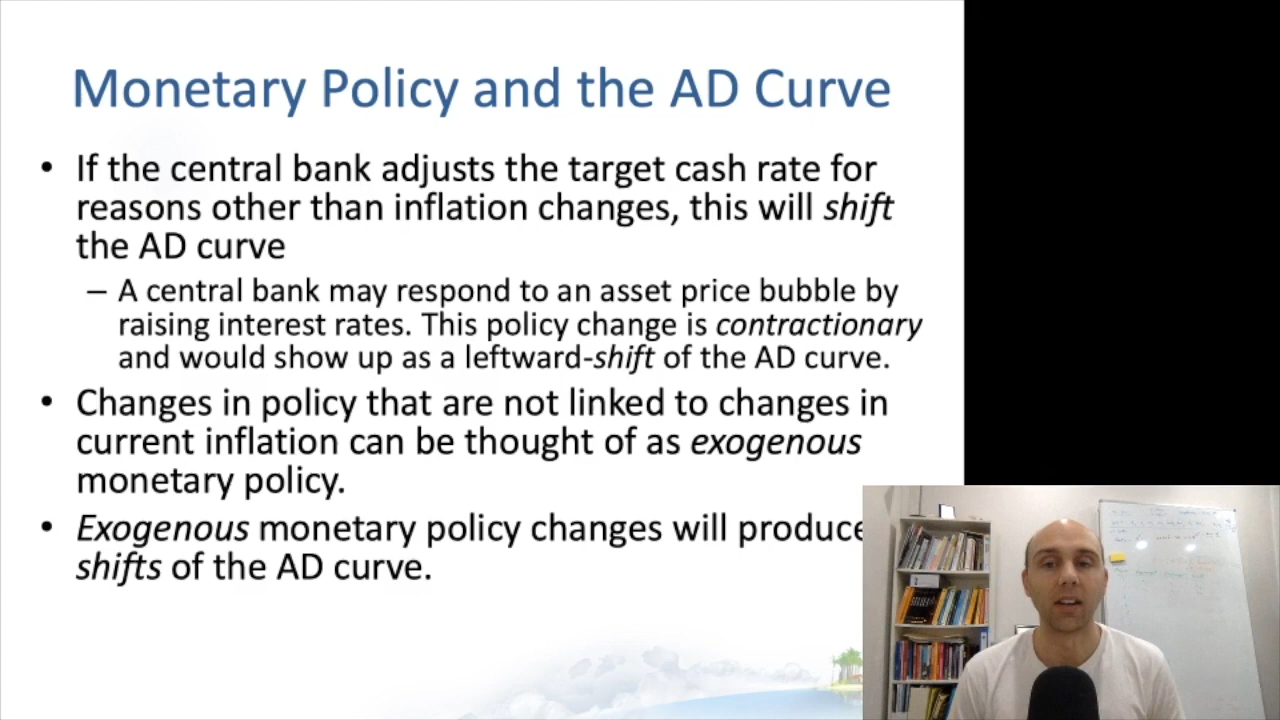 Monetary Policy and the AD Curve
• If the central bank adjusts the target cash rate for
reasons other than inflation changes, this will shift
the AD curve
– A central bank may respond to an asset price bubble by
raising interest rates. This policy change is contractionary
and would show up as a leftward-shift of the AD curve.
• Changes in policy that are not linked to changes in
current inflation can be thought of as exogenous
monetary policy.
• Exogenous monetary policy changes will produce
shifts of the AD curve.